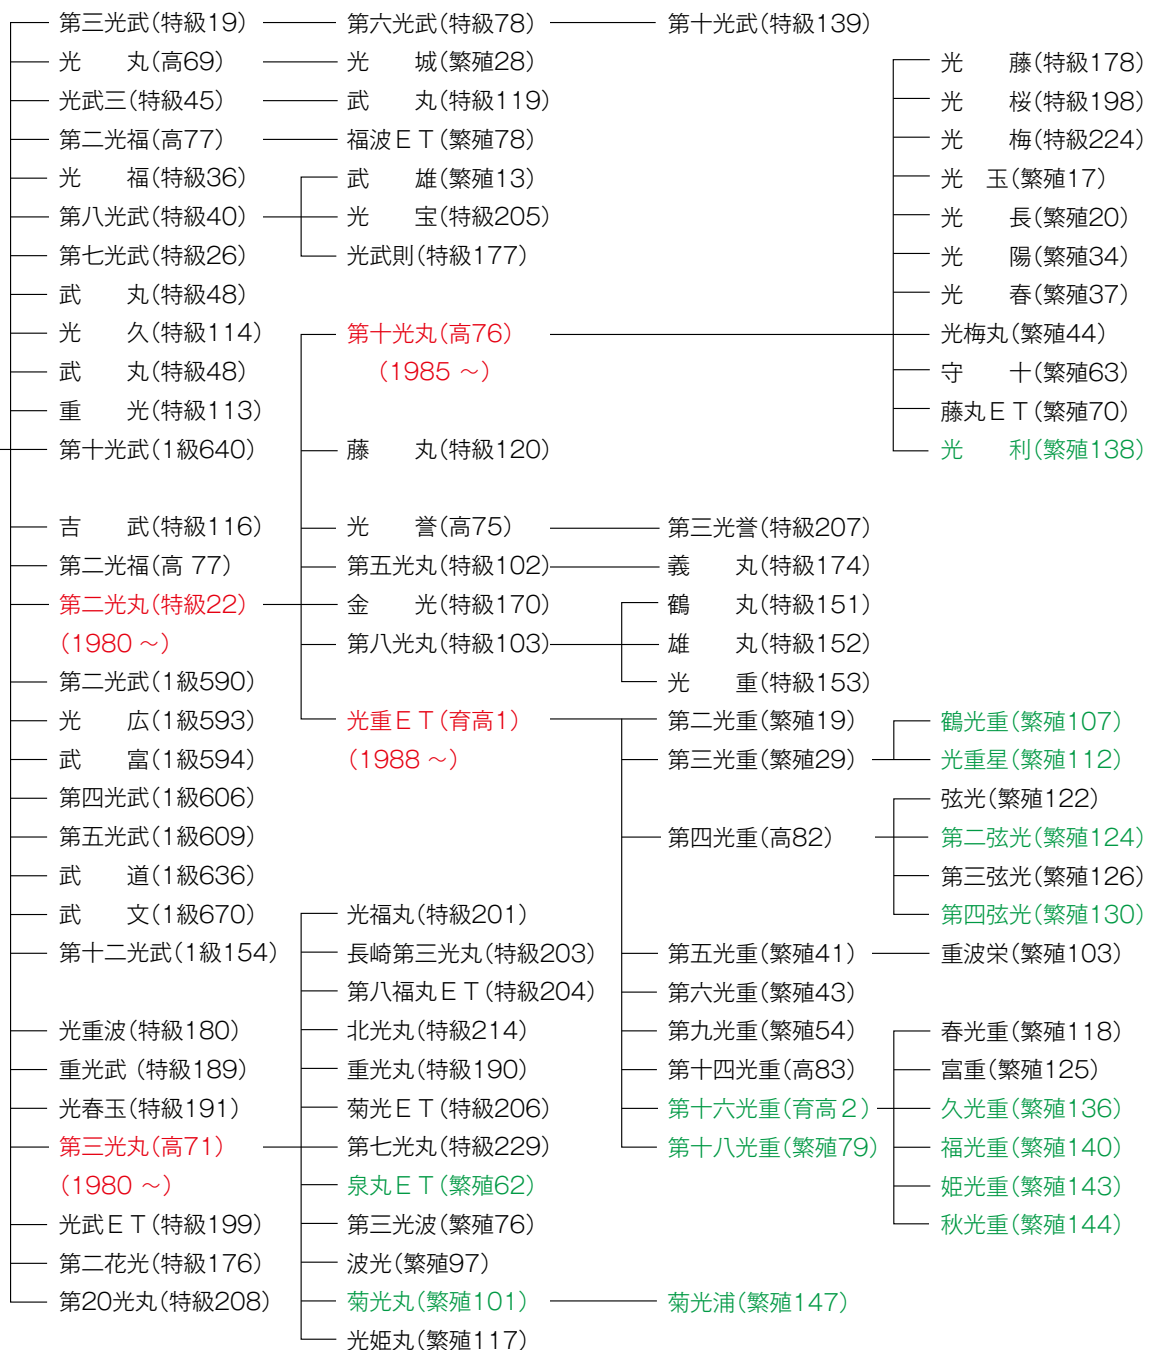 第三光武(特級19)
光　丸(高69)
光武三(特級45)
第二光福(高77)
光　福(特級36)
第八光武(特級40)
第七光武(特級26)
武　丸(特級48)
光　久(特級114)
武　丸(特級48)
重　光(特級113)
第十光武(1級640)
吉　武(特級116)
第二光福(高 77)
第二光丸(特級22)
(1980 ～)
第二光武(1級590)
光　広(1級593)
武　富(1級594)
第四光武(1級606)
第五光武(1級609)
武　道(1級636)
武　文(1級670)
第十二光武(1級154)
光重波(特級180)
重光武 (特級189)
光春玉(特級191)
第三光丸(高71)
(1980 ～)
光武ＥＴ(特級199)
第二花光(特級176)
第20光丸(特級208)
第六光武(特級78)
光　城(繁殖28)
武　丸(特級119)
福波ＥＴ(繁殖78)
武　雄(繁殖13)
光　宝(特級205)
光武則(特級177)
第十光丸(高76)
(1985 ～)
藤　丸(特級120)
光　誉(高75)
第五光丸(特級102)
金　光(特級170)
第八光丸(特級103)
光重ＥＴ(育高1)
(1988 ～)
光福丸(特級201)
長崎第三光丸(特級203)
第八福丸ＥＴ(特級204)
北光丸(特級214)
重光丸(特級190)
菊光ＥＴ(特級206)
第七光丸(特級229)
泉丸ＥＴ(繁殖62)
第三光波(繁殖76)
波光(繁殖97)
菊光丸(繁殖101)
光姫丸(繁殖117)
第十光武(特級139)
第三光誉(特級207)
義　丸(特級174)
鶴　丸(特級151)
雄　丸(特級152)
光　重(特級153)
第二光重(繁殖19)
第三光重(繁殖29)
第四光重(高82)
第五光重(繁殖41)
第六光重(繁殖43)
第九光重(繁殖54)
第十四光重(高83)
第十六光重(育高２)
第十八光重(繁殖79)
菊光浦(繁殖147)
光　藤(特級178)
光　桜(特級198)
光　梅(特級224)
光　玉(繁殖17)
光　長(繁殖20)
光　陽(繁殖34)
光　春(繁殖37)
光梅丸(繁殖44)
守　十(繁殖63)
藤丸ＥＴ(繁殖70)
光　利(繁殖138)
鶴光重(繁殖107)
光重星(繁殖112)
弦光(繁殖122)
第二弦光(繁殖124)
第三弦光(繁殖126)
第四弦光(繁殖130)
重波栄(繁殖103)
春光重(繁殖118)
富重(繁殖125)
久光重(繁殖136)
福光重(繁殖140)
姫光重(繁殖143)
秋光重(繁殖144)